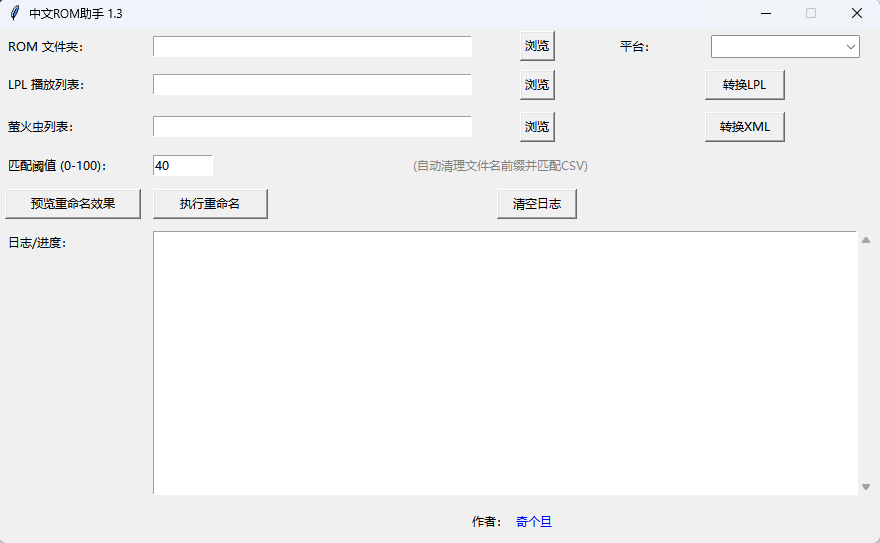 中文ROM助手 1.3
ROM 文件夹： 浏览 平台：
LPL 播放列表： 浏览 转换LPL
萤火虫列表： 浏览 转换XML
匹配阈值 (0-100)： 40 (自动清理文件名前缀并匹配CSV)
预览重命名效果 执行重命名 清空日志
日志/进度：
作者： 奇个旦